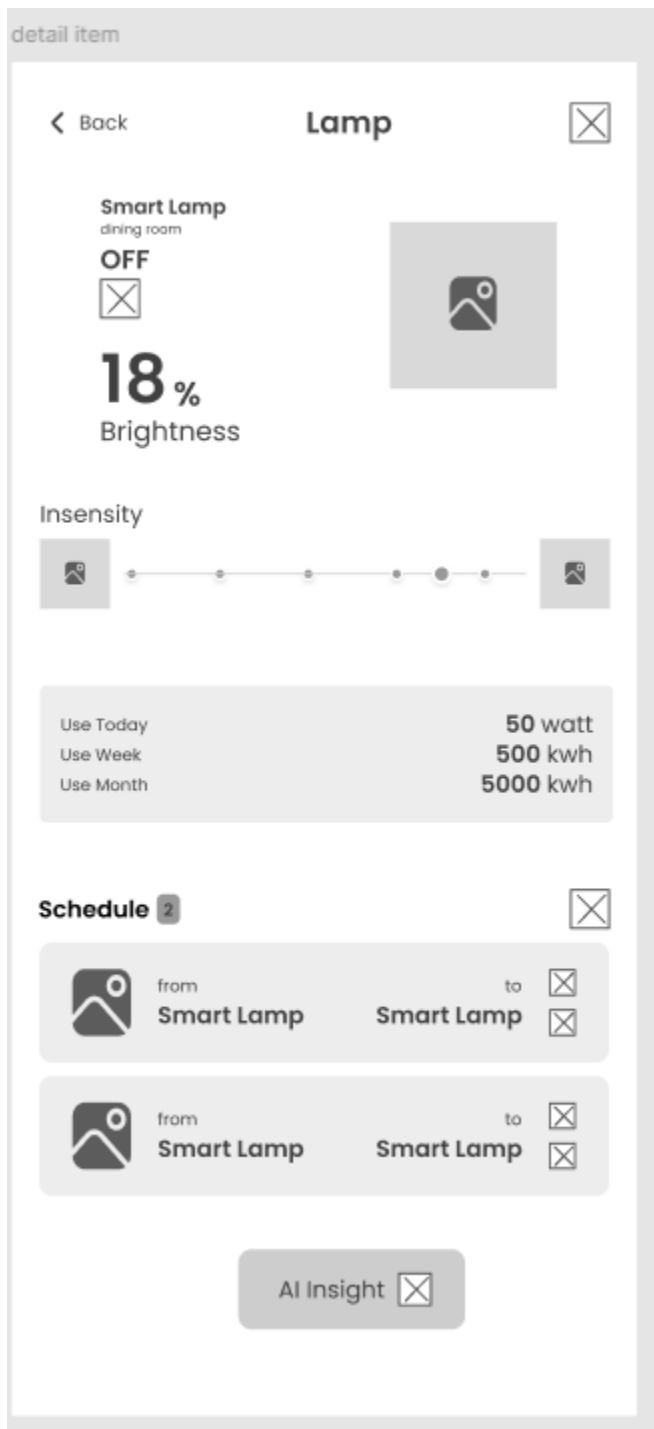 detail item
Back
Lamp
Smart Lamp
dining room
OFF
18 %
Brightness
Insensity
Use Today 50 watt
Use Week 500 kwh
Use Month 5000 kwh
Schedule 2
from to
Smart Lamp Smart Lamp
from to
Smart Lamp Smart Lamp
AI Insight